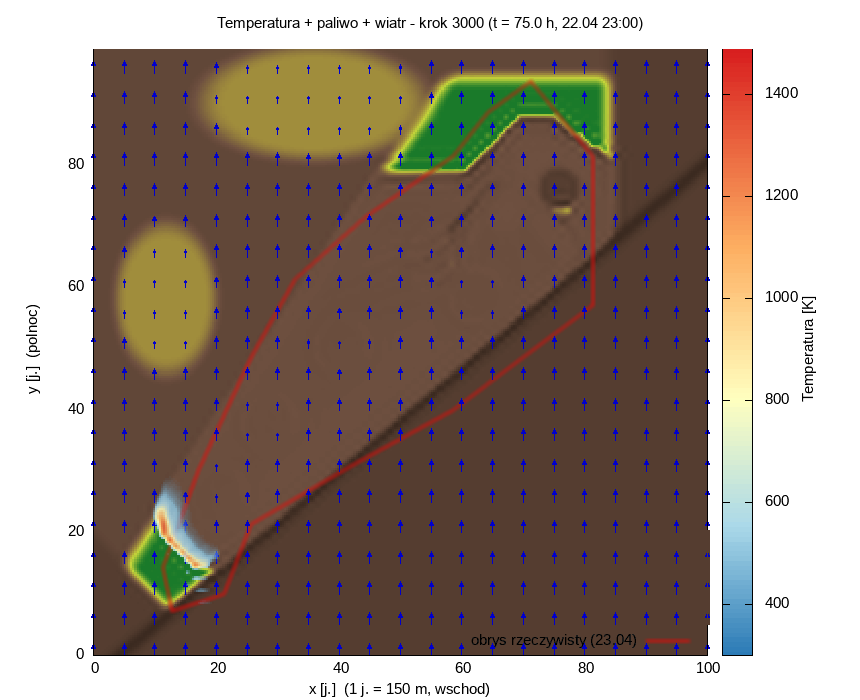 Temperatura + paliwo + wiatr - krok 3000 (t = 75.0 h, 22.04 23:00)
1400
1200
1000
800
600
400
Temperatura [K]
80
60
40
20
0
y [j.] (polnoc)
obrys rzeczywisty (23.04)
0 20 40 60 80 100
x [j.] (1 j. = 150 m, wschod)